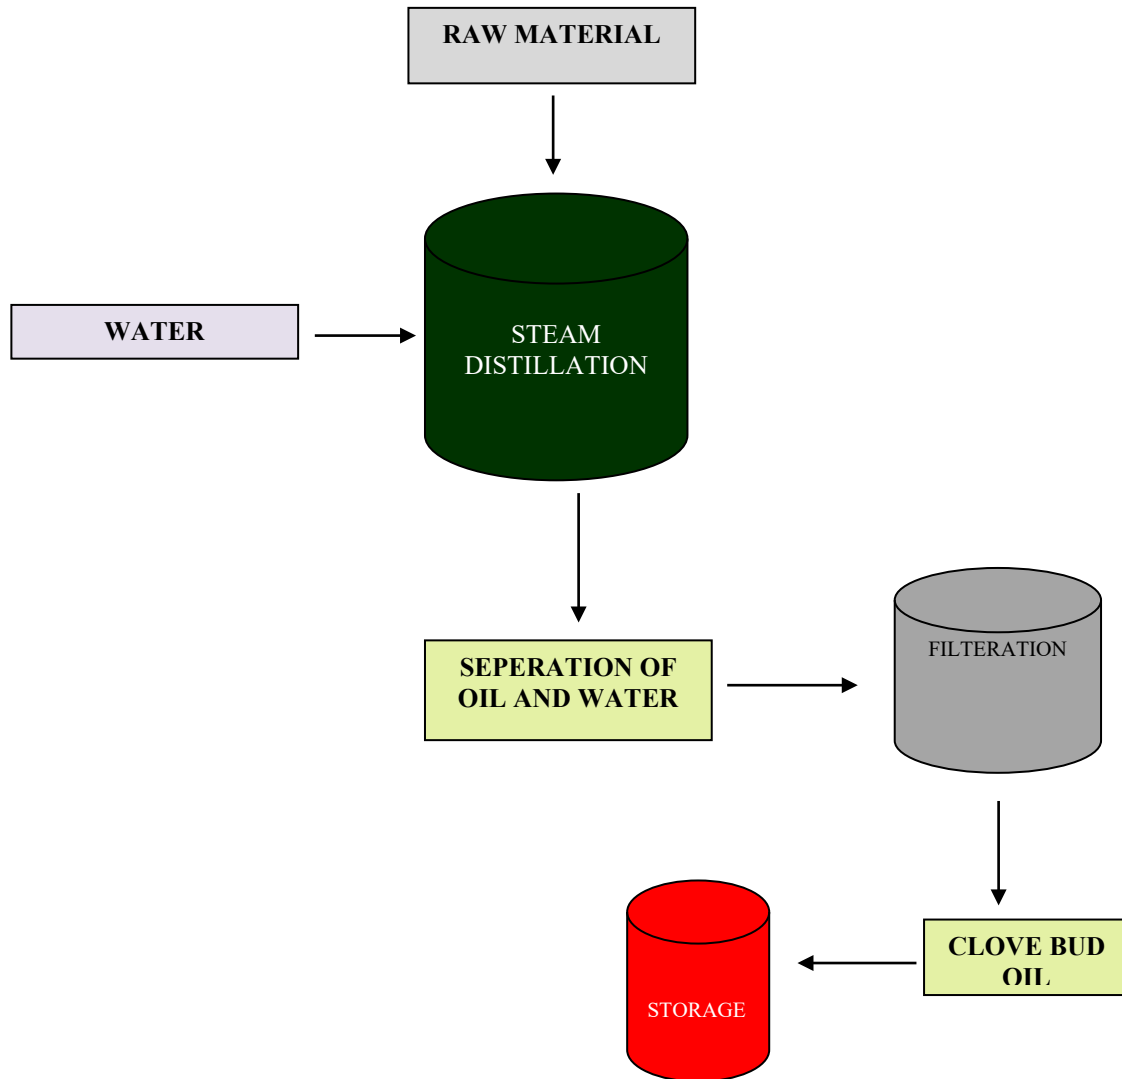 RAW MATERIAL
WATER
STEAM
DISTILLATION
SEPERATION OF
OIL AND WATER
FILTERATION
CLOVE BUD
OIL
STORAGE